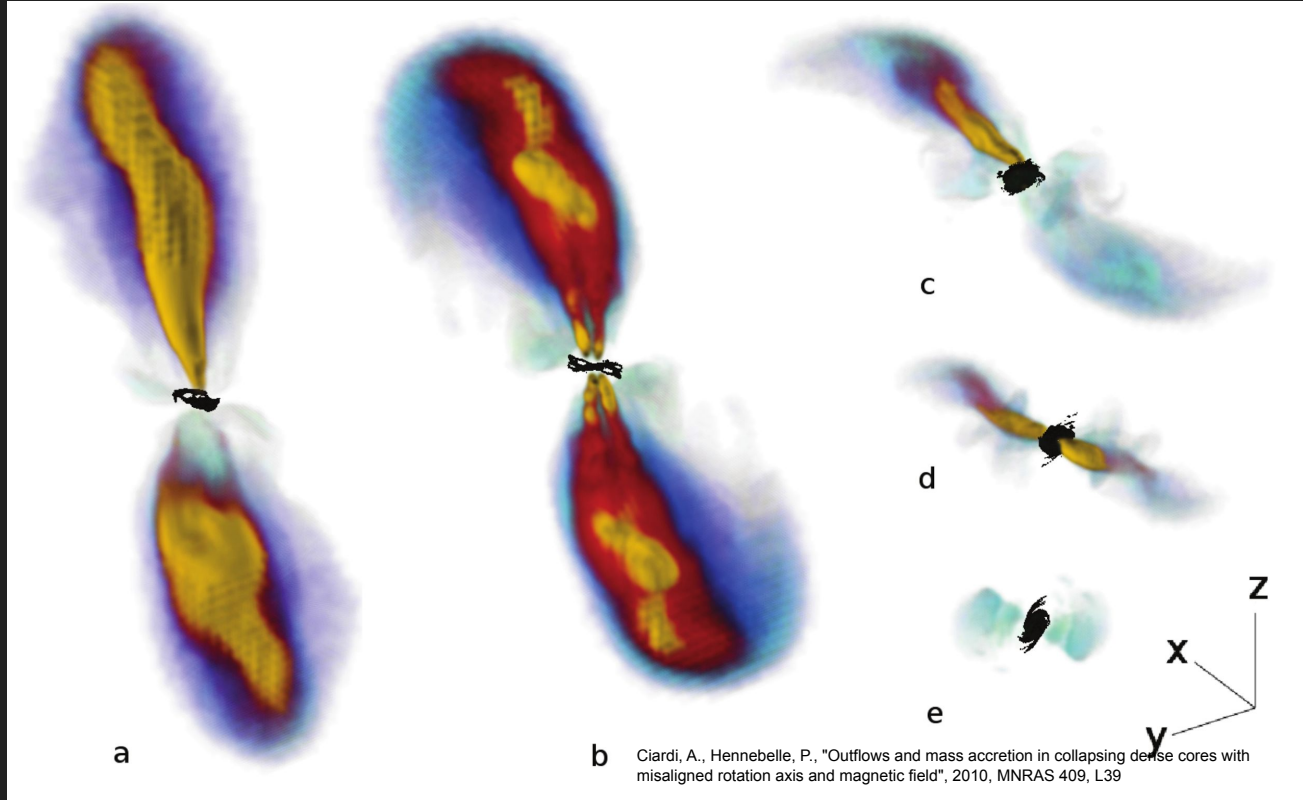 c
d
z
x
e
y
a
b
Ciardi, A., Hennebelle, P., "Outflows and mass accretion in collapsing dense cores with
misaligned rotation axis and magnetic field", 2010, MNRAS 409, L39